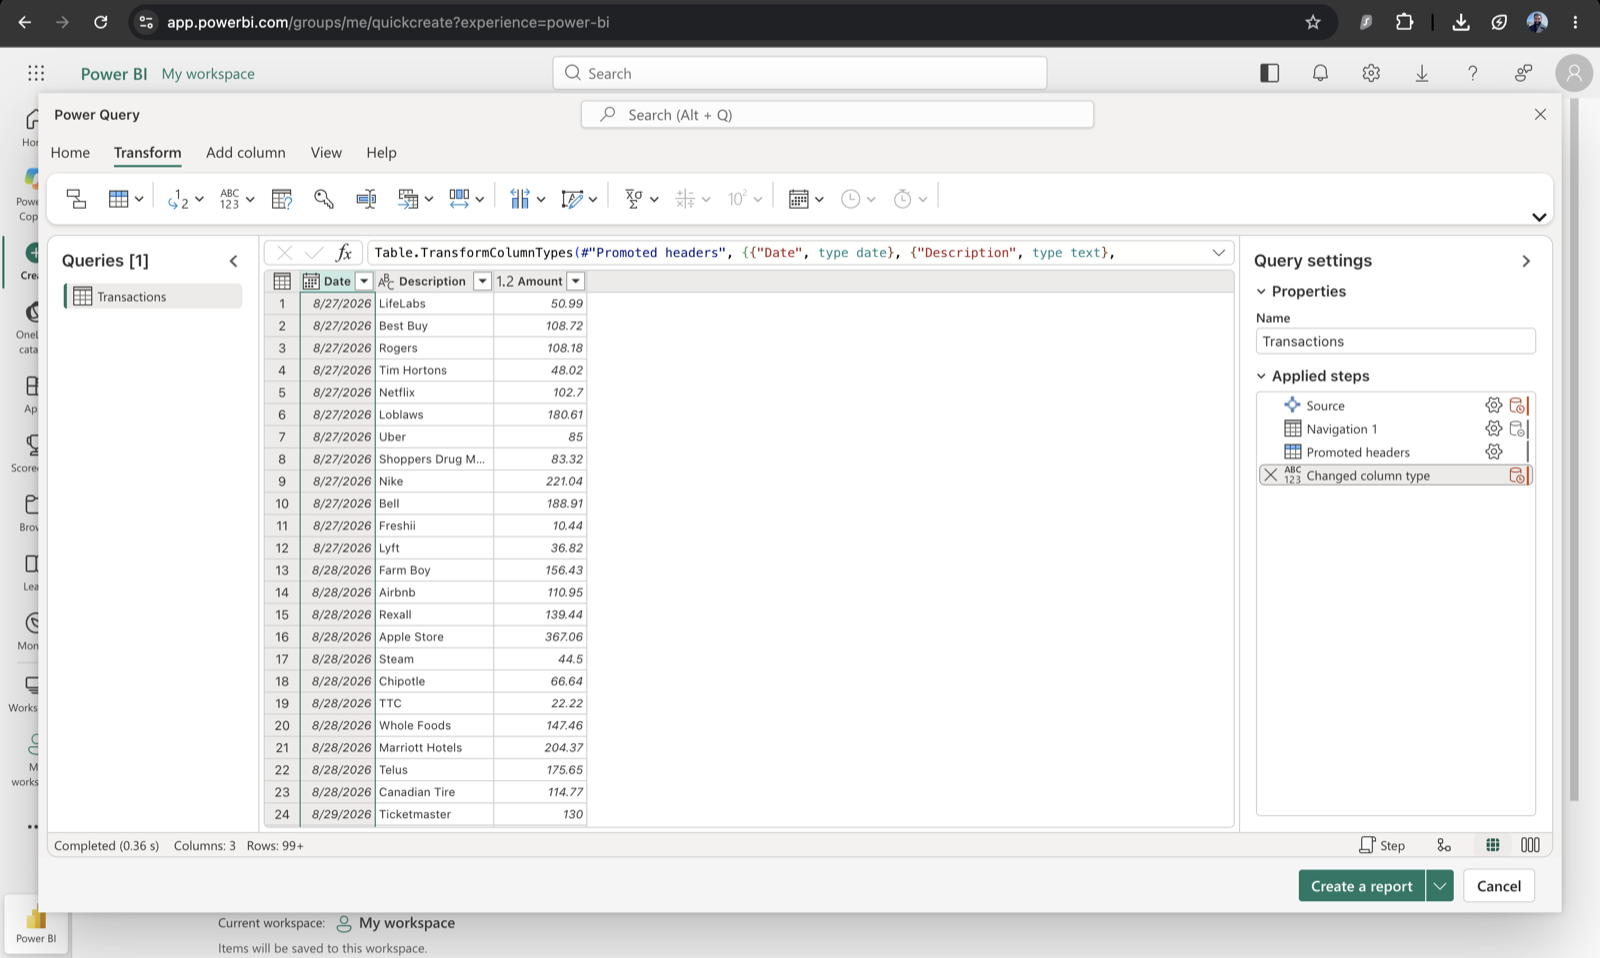 app.powerbi.com/groups/me/quickcreate?experience=power-bi
Power BI My workspace
Search
Power Query
Search (Alt + Q)
Home Transform Add column View Help
Queries [1]
Transactions
fx
Table.TransformColumnTypes(#"Promoted headers", {{"Date", type date}, {"Description", type text},
Date Description 1.2 Amount
1 8/27/2026 LifeLabs 50.99
2 8/27/2026 Best Buy 108.72
3 8/27/2026 Rogers 108.18
4 8/27/2026 Tim Hortons 48.02
5 8/27/2026 Netflix 102.7
6 8/27/2026 Loblaws 180.61
7 8/27/2026 Uber 85
8 8/27/2026 Shoppers Drug M... 83.32
9 8/27/2026 Nike 221.04
10 8/27/2026 Bell 188.91
11 8/27/2026 Freshii 10.44
12 8/27/2026 Lyft 36.82
13 8/28/2026 Farm Boy 156.43
14 8/28/2026 Airbnb 110.95
15 8/28/2026 Rexall 139.44
16 8/28/2026 Apple Store 367.06
17 8/28/2026 Steam 44.5
18 8/28/2026 Chipotle 66.64
19 8/28/2026 TTC 22.22
20 8/28/2026 Whole Foods 147.46
21 8/28/2026 Marriott Hotels 204.37
22 8/28/2026 Telus 175.65
23 8/28/2026 Canadian Tire 114.77
24 8/29/2026 Ticketmaster 130
Query settings
Properties
Name
Transactions
Applied steps
Source
Navigation 1
Promoted headers
ABC
123
Changed column type
Completed (0.36 s) Columns: 3 Rows: 99+
Step
Create a report Cancel
Power BI
Current workspace: My workspace
Items will be saved to this workspace.